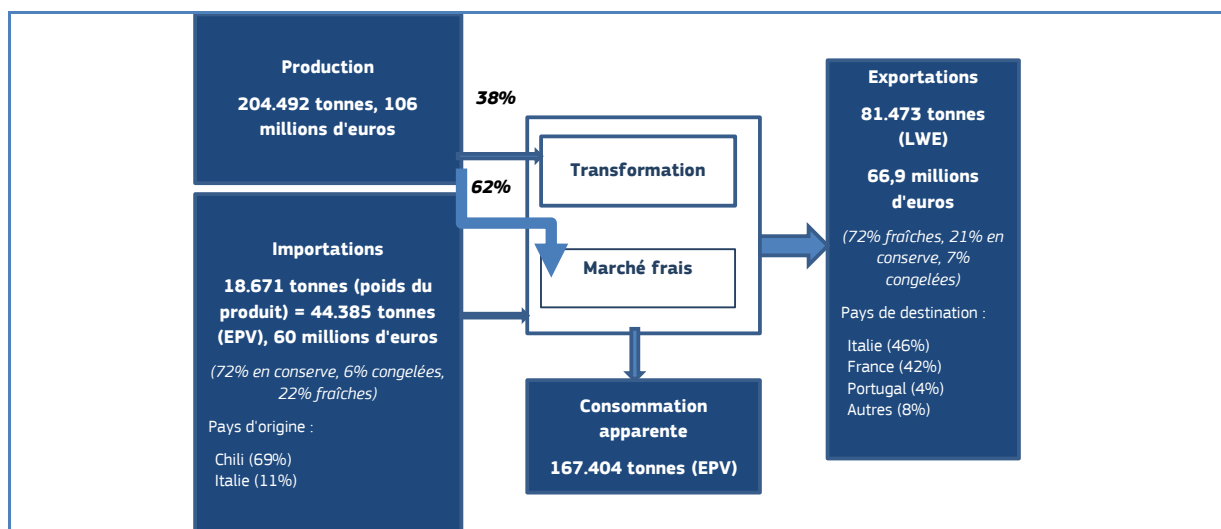 Production
204.492 tonnes, 106
millions d'euros
38%
62%
Importations
18.671 tonnes (poids du
produit) = 44.385 tonnes
(EPV), 60 millions d'euros
(72% en conserve, 6% congelées,
22% fraîches)
Pays d'origine :
Chili (69%)
Italie (11%)
Transformation
Marché frais
Consommation
apparente
167.404 tonnes (EPV)
Exportations
81.473 tonnes
(LWE)
66,9 millions
d'euros
(72% fraîches, 21% en
conserve, 7%
congelées)
Pays de destination :
Italie (46%)
France (42%)
Portugal (4%)
Autres (8%)